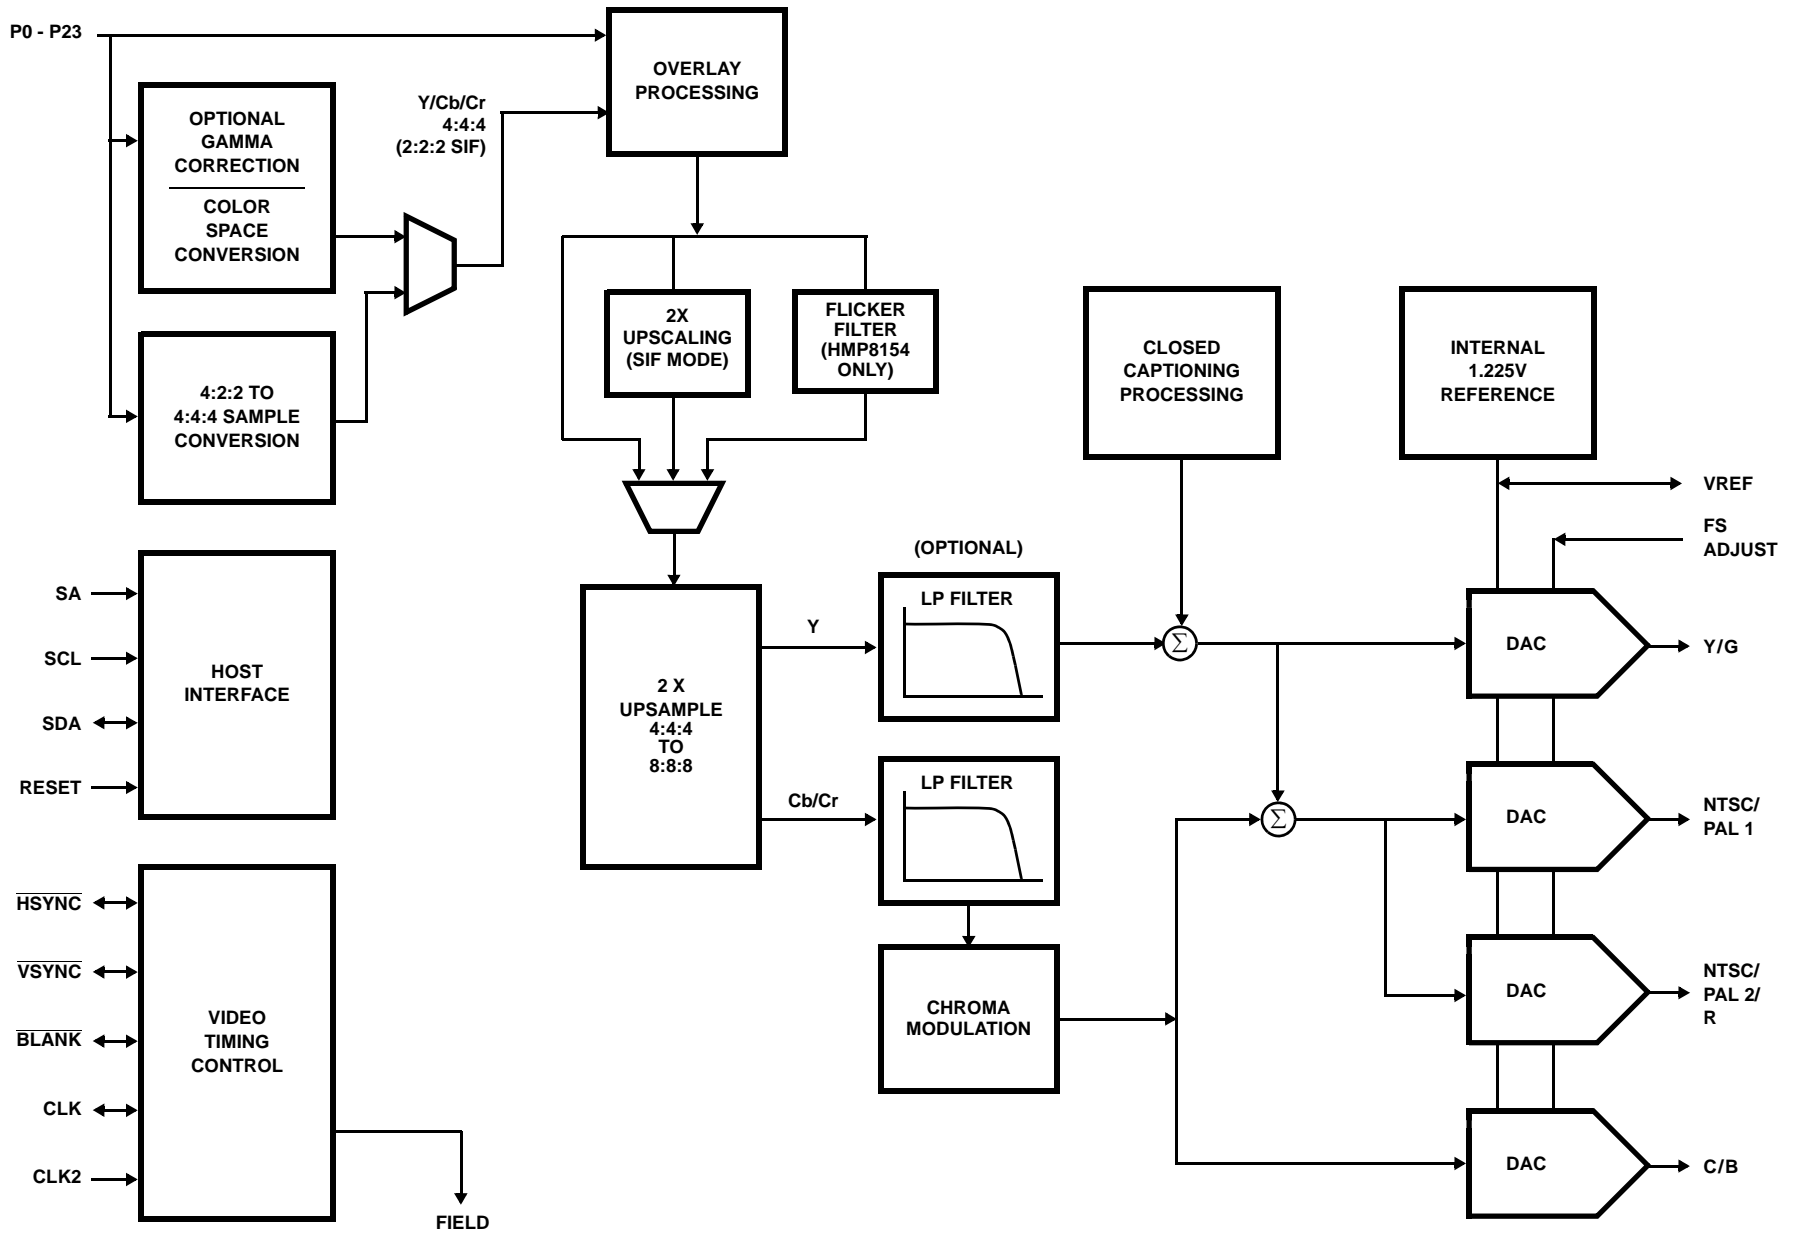 P0 - P23
OVERLAY
PROCESSING
OPTIONAL
GAMMA
CORRECTION
COLOR
SPACE
CONVERSION
Y/Cb/Cr
4:4:4
(2:2:2 SIF)
2X
UPSCALING
(SIF MODE)
FLICKER
FILTER
(HMP8154
ONLY)
CLOSED
CAPTIONING
PROCESSING
INTERNAL
1.225V
REFERENCE
4:2:2 TO
4:4:4 SAMPLE
CONVERSION
VREF
FS
ADJUST
SA
SCL
SDA
RESET
HOST
INTERFACE
2 X
UPSAMPLE
4:4:4
TO
8:8:8
Y
(OPTIONAL)
LP FILTER
Σ
DAC
Y/G
Cb/Cr
LP FILTER
Σ
DAC
NTSC/
PAL 1
HSYNC
VSYNC
BLANK
CLK
CLK2
VIDEO
TIMING
CONTROL
FIELD
CHROMA
MODULATION
DAC
NTSC/
PAL 2/
R
DAC
C/B